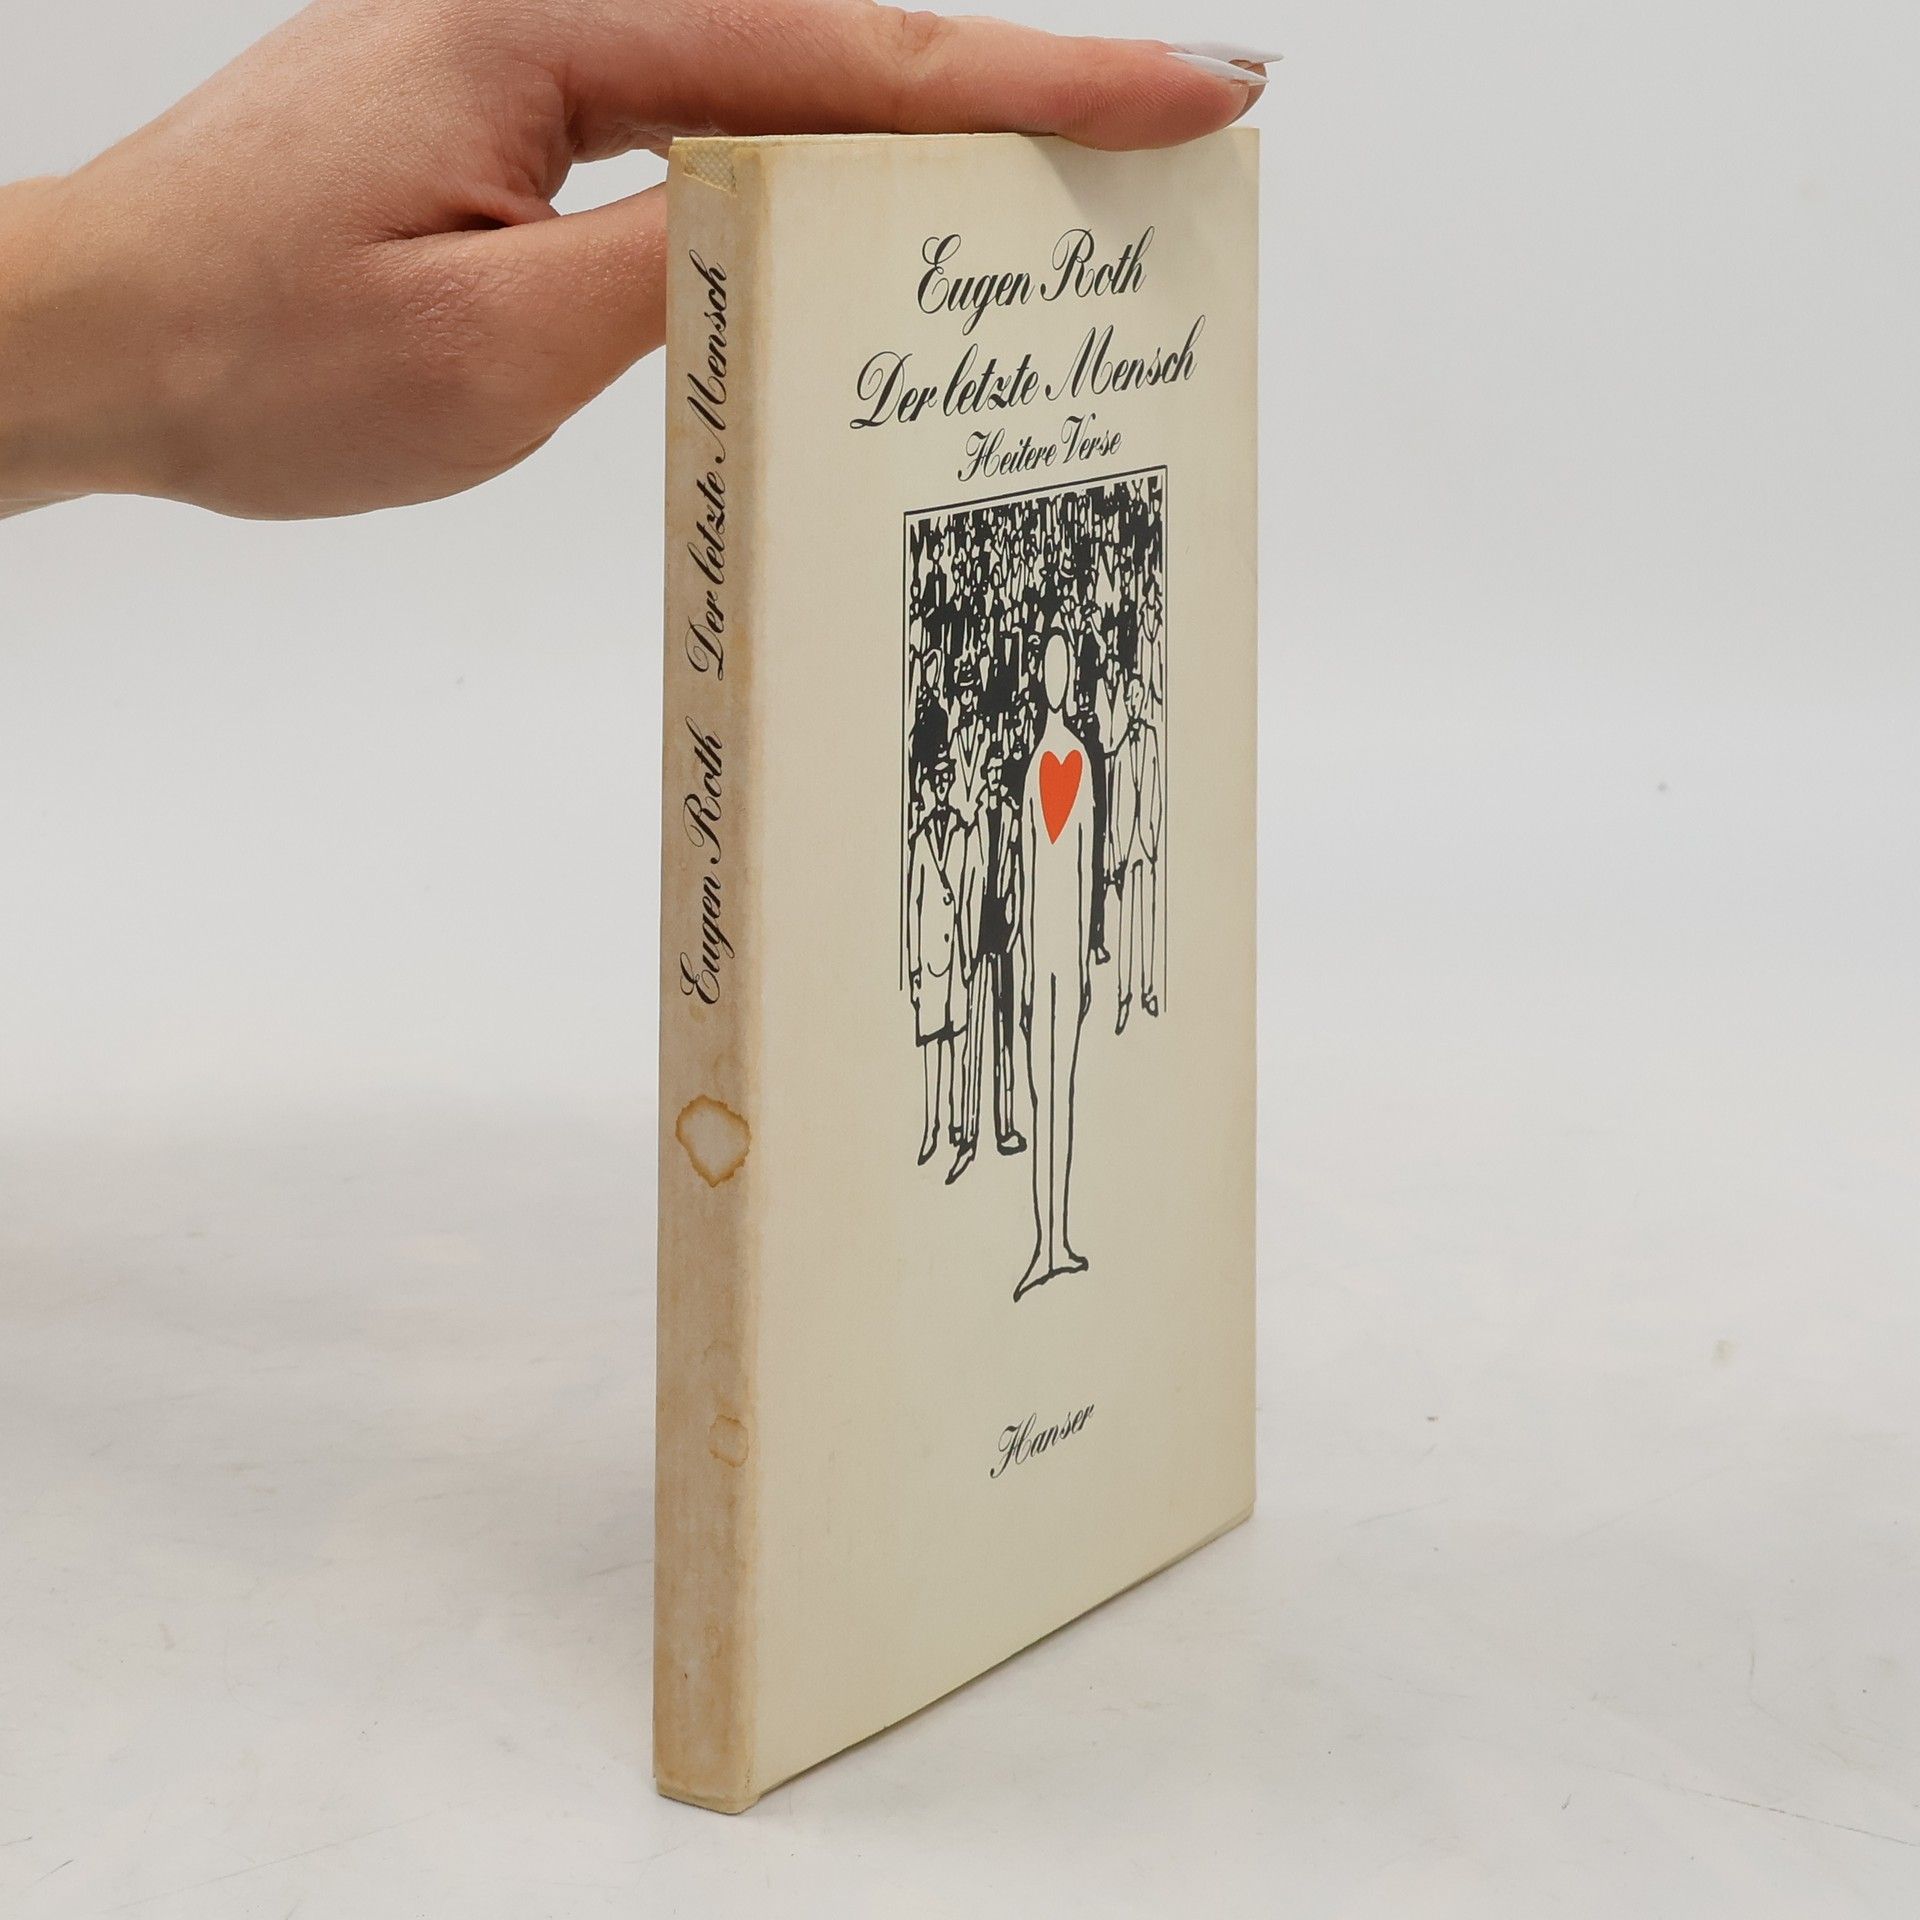 Eugen Roth
Der letzte Mensch
Heitere Verse
Hanser
Eugen Roth Der letzte Mensch